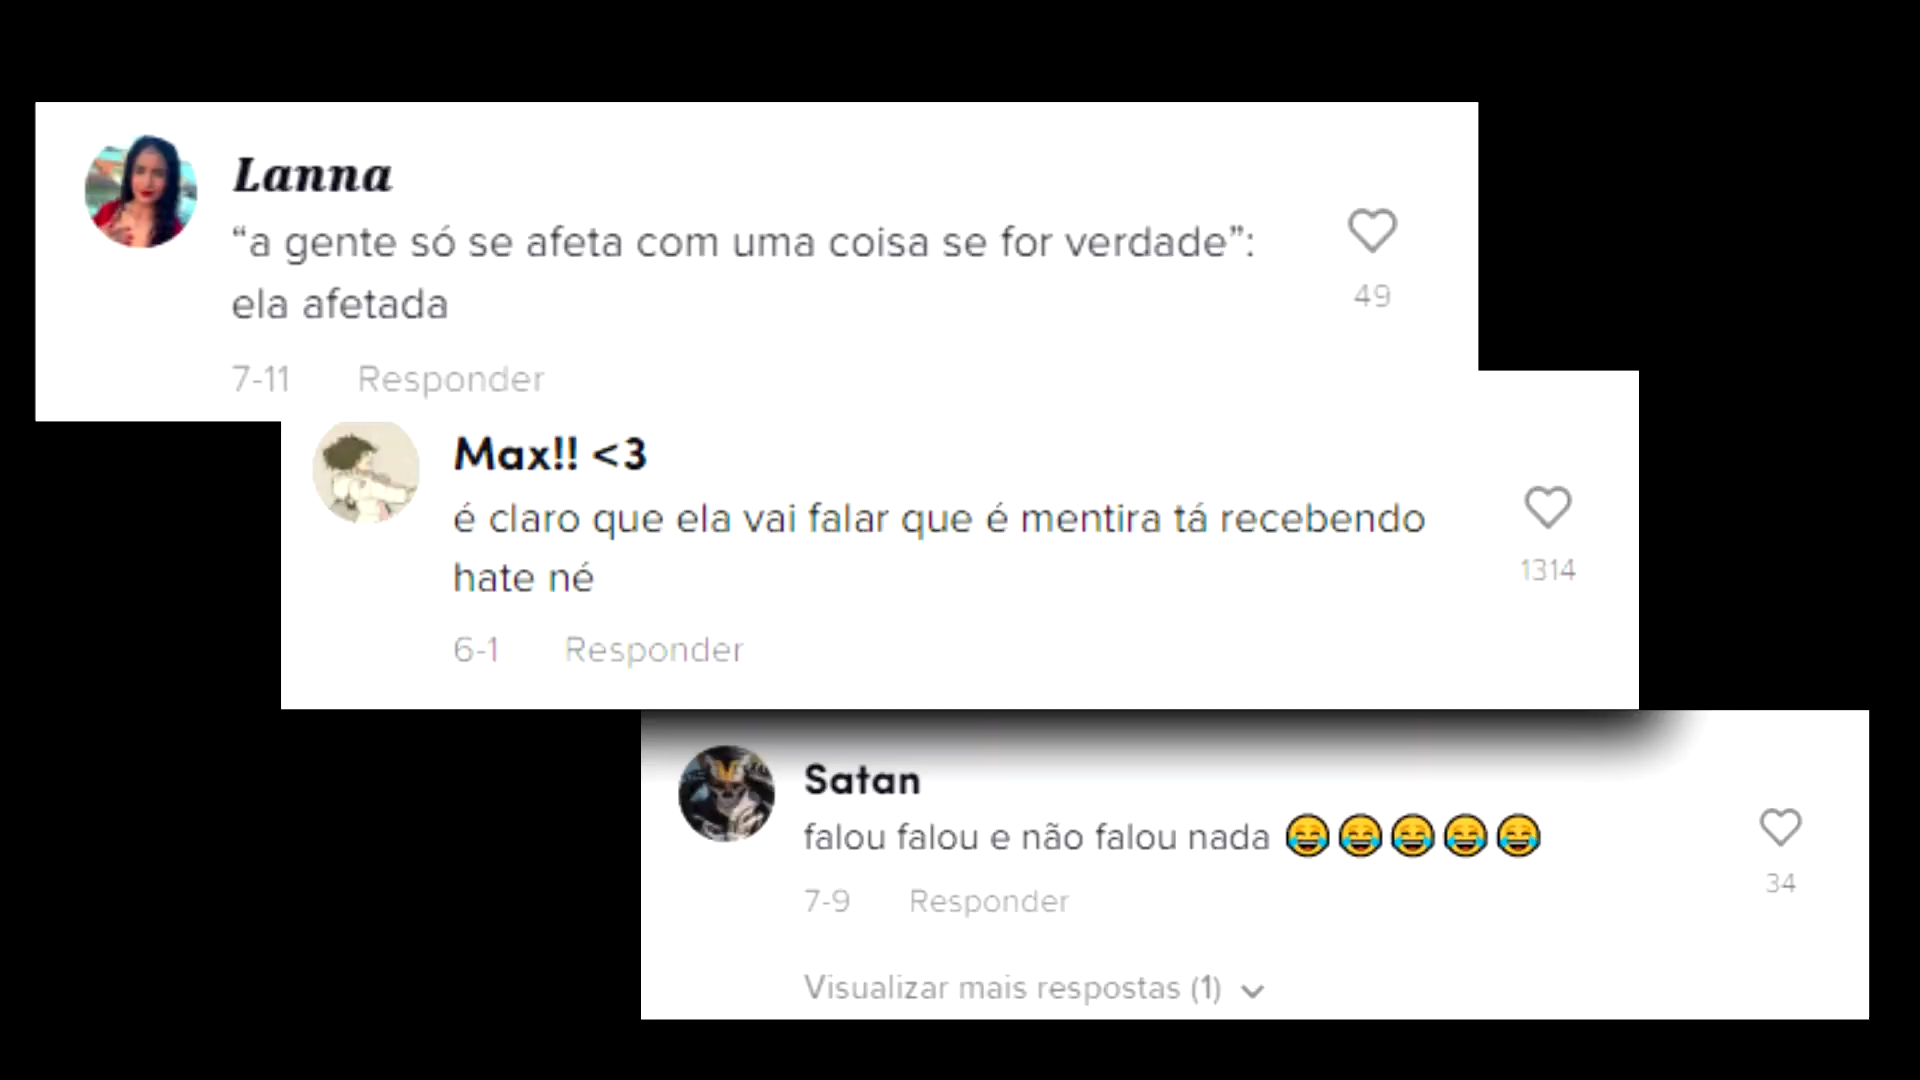 Lanna
“a gente só se afeta com uma coisa se for verdade”:
ela afetada
49
7-11 Responder
Max!! <3
é claro que ela vai falar que é mentira tá recebendo
hate né
1314
6-1 Responder
Satan
falou falou e não falou nada 😂😂😂😂😂
34
7-9 Responder
Visualizar mais respostas (1)